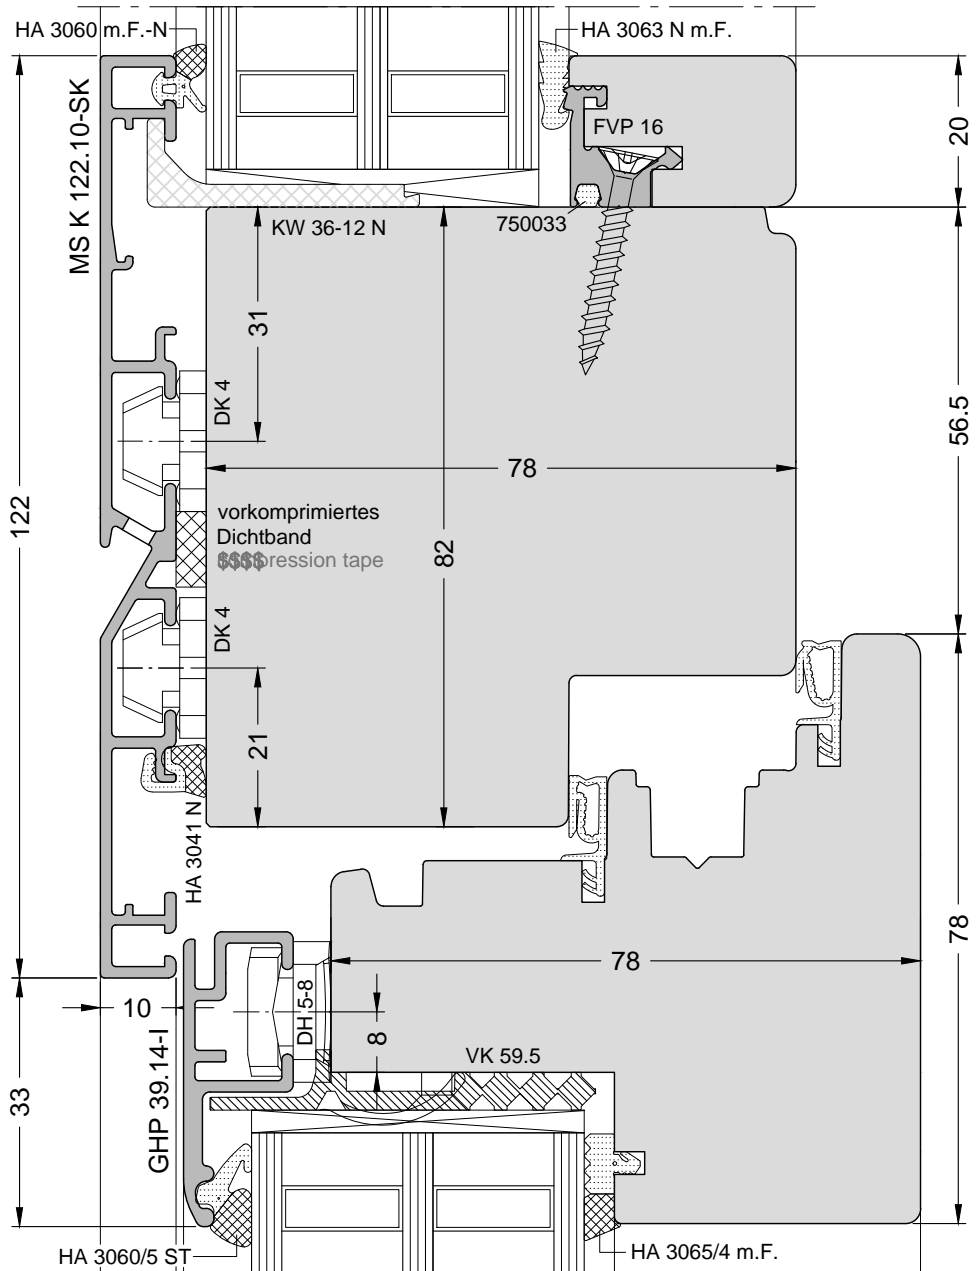 HA 3060 m.F.-N
HA 3063 N m.F.
MS K 122.10-SK
FVP 16
20
KW 36-12 N
750033
31
DK 4
56.5
78
122
vorkomprimiertes
Dichtband
82
$$$$pression tape
DK 4
21
HA 3041 N
78
78
10
DH 5-8
8
VK 59.5
GHP 39.14-I
33
HA 3060/5 ST
HA 3065/4 m.F.